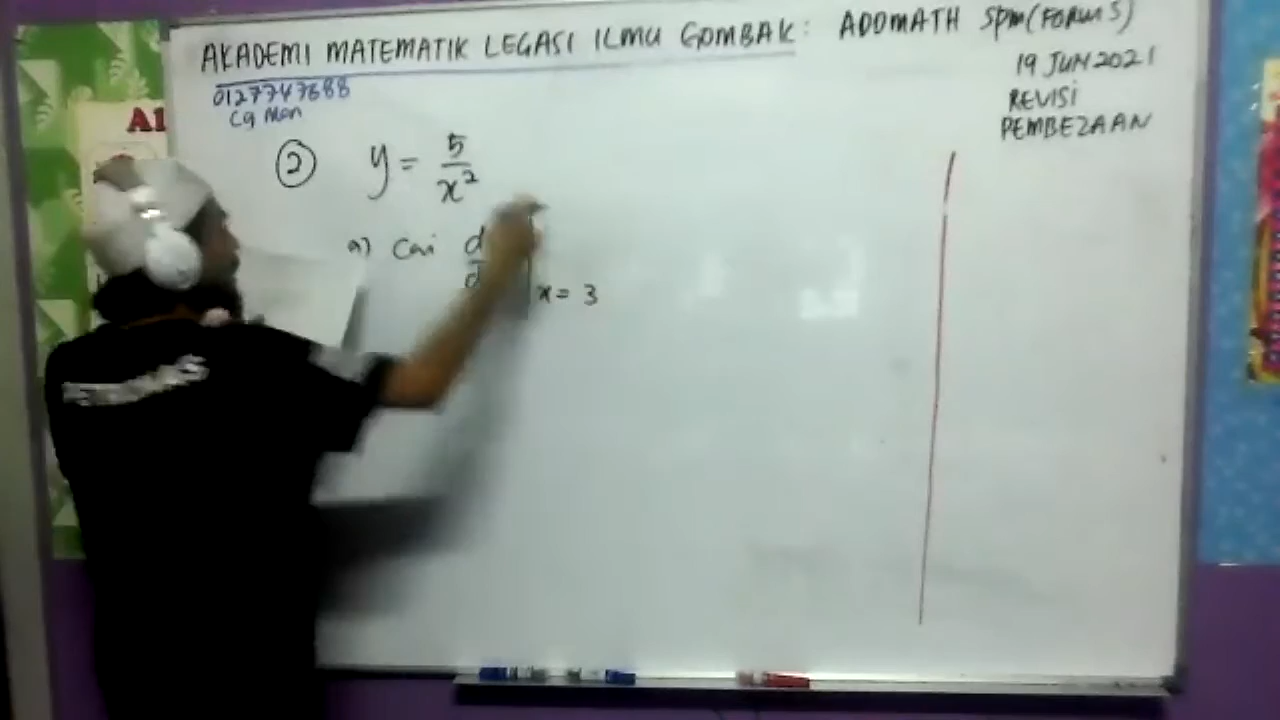 AKADEMI MATEMATIK LEGASI ILMU GOMBAK: ADDMATH SPM (FORM 5)
0127747688
Cg Man
19 JUN 2021
REVISI
PEMBEZAAN
A1
② y = 5/x²
a) Cari d
d
x = 3